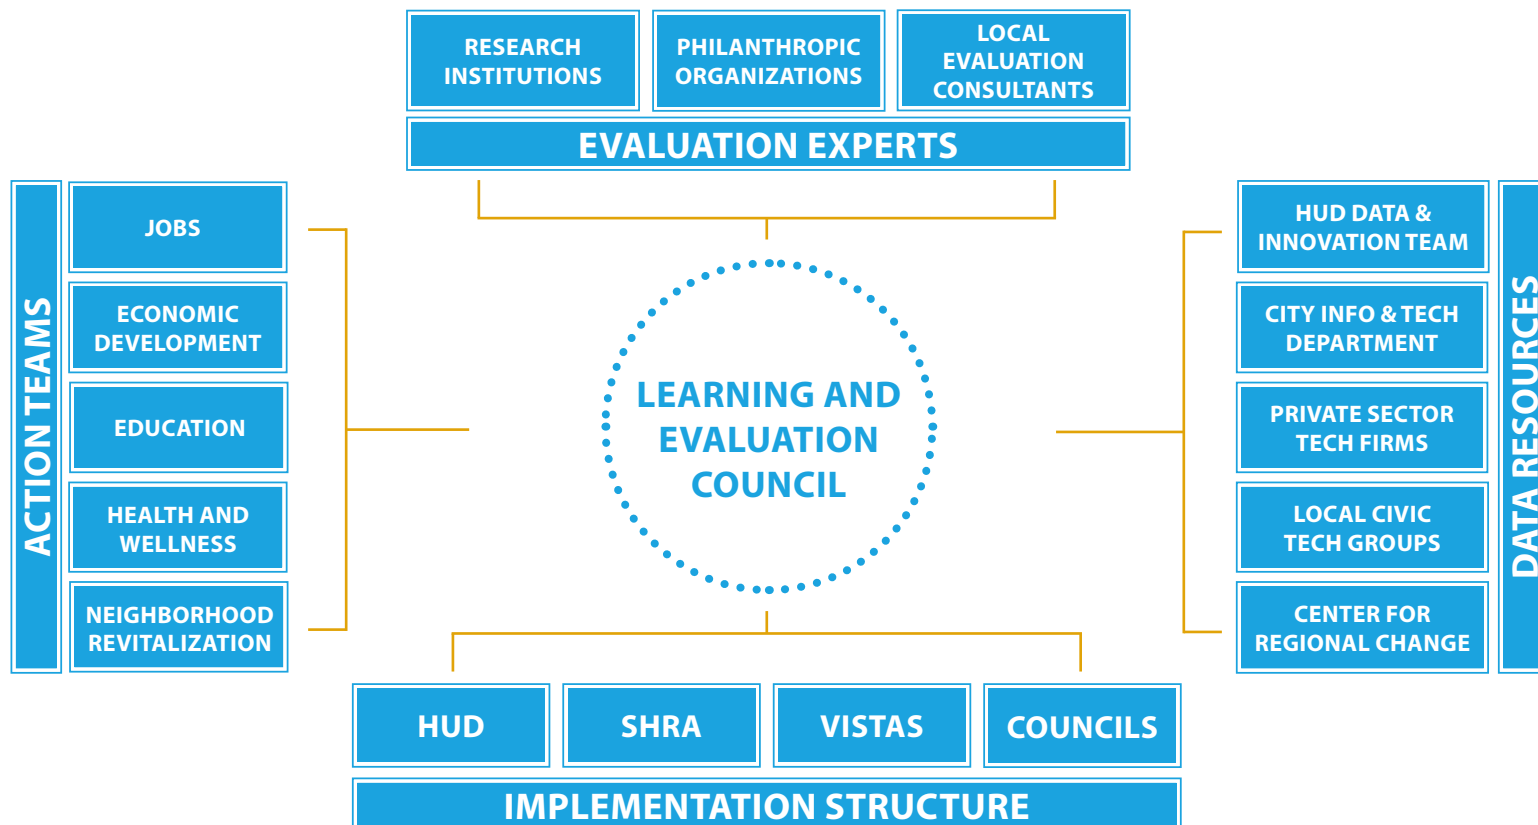 RESEARCH
INSTITUTIONS
PHILANTHROPIC
ORGANIZATIONS
LOCAL
EVALUATION
CONSULTANTS
EVALUATION EXPERTS
ACTION TEAMS
JOBS
ECONOMIC
DEVELOPMENT
EDUCATION
HEALTH AND
WELLNESS
NEIGHBORHOOD
REVITALIZATION
LEARNING AND
EVALUATION
COUNCIL
HUD DATA &
INNOVATION TEAM
CITY INFO & TECH
DEPARTMENT
PRIVATE SECTOR
TECH FIRMS
LOCAL CIVIC
TECH GROUPS
CENTER FOR
REGIONAL CHANGE
DATA RESOURCES
HUD
SHRA
VISTAS
COUNCILS
IMPLEMENTATION STRUCTURE